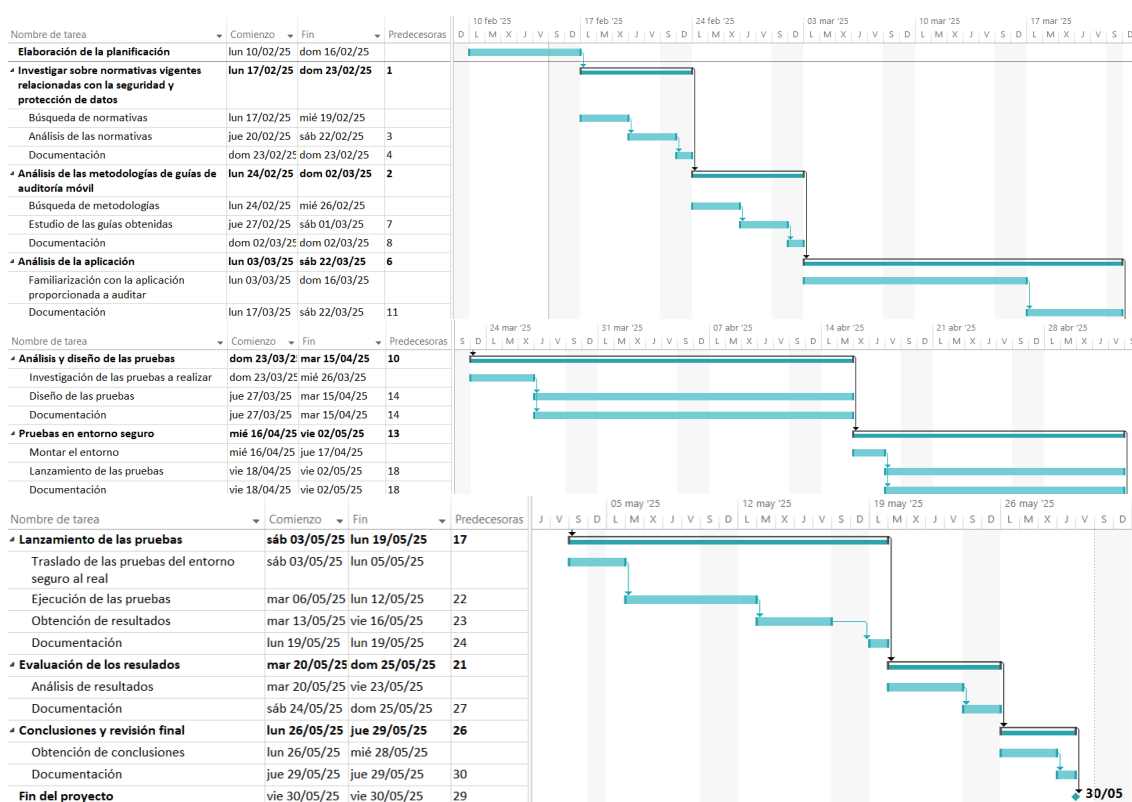 10 feb '25 17 feb '25 24 feb '25 03 mar '25 10 mar '25 17 mar '25
Nombre de tarea Comienzo Fin Predecesoras D L M X J V S D L M X J V S D L M X J V S D L M X J V S D L M X J V S D L M X J V S D
Elaboración de la planificación lun 10/02/25 dom 16/02/25
Investigar sobre normativas vigentes lun 17/02/25 dom 23/02/25 1
relacionadas con la seguridad y
protección de datos
Búsqueda de normativas lun 17/02/25 mié 19/02/25
Análisis de las normativas jue 20/02/25 sáb 22/02/25 3
Documentación dom 23/02/25 dom 23/02/25 4
Análisis de las metodologías de guías de lun 24/02/25 dom 02/03/25 2
auditoría móvil
Búsqueda de metodologías lun 24/02/25 mié 26/02/25
Estudio de las guías obtenidas jue 27/02/25 sáb 01/03/25 7
Documentación dom 02/03/25 dom 02/03/25 8
Análisis de la aplicación lun 03/03/25 sáb 22/03/25 6
Familiarización con la aplicación lun 03/03/25 dom 16/03/25
proporcionada a auditar
Documentación lun 17/03/25 sáb 22/03/25 11
24 mar '25 31 mar '25 07 abr '25 14 abr '25 21 abr '25 28 abr '25
Nombre de tarea Comienzo Fin Predecesoras S D L M X J V S D L M X J V S D L M X J V S D L M X J V S D L M X J V S D L M X J V S
Análisis y diseño de las pruebas dom 23/03/2 mar 15/04/25 10
Investigación de las pruebas a realizar dom 23/03/25 mié 26/03/25
Diseño de las pruebas jue 27/03/25 mar 15/04/25 14
Documentación jue 27/03/25 mar 15/04/25 14
Pruebas en entorno seguro mié 16/04/25 vie 02/05/25 13
Montar el entorno mié 16/04/25 jue 17/04/25
Lanzamiento de las pruebas vie 18/04/25 vie 02/05/25 18
Documentación vie 18/04/25 vie 02/05/25 18
05 may '25 12 may '25 19 may '25 26 may '25
Nombre de tarea Comienzo Fin Predecesoras J V S D L M X J V S D L M X J V S D L M X J V S D L M X J V S D
Lanzamiento de las pruebas sáb 03/05/25 lun 19/05/25 17
Traslado de las pruebas del entorno sáb 03/05/25 lun 05/05/25
seguro al real
Ejecución de las pruebas mar 06/05/25 lun 12/05/25 22
Obtención de resultados mar 13/05/25 vie 16/05/25 23
Documentación lun 19/05/25 lun 19/05/25 24
Evaluación de los resulados mar 20/05/25 dom 25/05/25 21
Análisis de resultados mar 20/05/25 vie 23/05/25
Documentación sáb 24/05/25 dom 25/05/25 27
Conclusiones y revisión final lun 26/05/25 jue 29/05/25 26
Obtención de conclusiones lun 26/05/25 mié 28/05/25
Documentación jue 29/05/25 jue 29/05/25 30
Fin del proyecto vie 30/05/25 vie 30/05/25 29 30/05